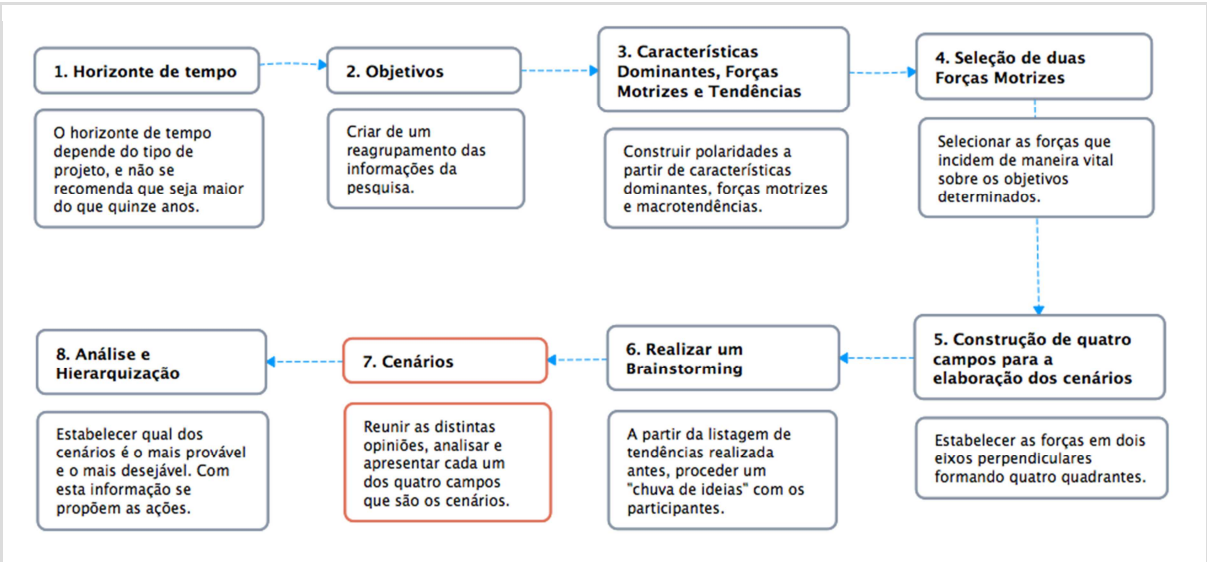 1. Horizonte de tempo
O horizonte de tempo
depende do tipo de
projeto, e não se
recomenda que seja maior
do que quinze anos.
2. Objetivos
Criar de um
reagrupamento das
informações da
pesquisa.
3. Características
Dominantes, Forças
Motrizes e Tendências
Construir polaridades a
partir de características
dominantes, forças motrizes
e macrotendências.
4. Seleção de duas
Forças Motrizes
Selecionar as forças que
incidem de maneira vital
sobre os objetivos
determinados.
5. Construção de quatro
campos para a
elaboração dos cenários
Estabelecer as forças em dois
eixos perpendiculares
formando quatro quadrantes.
6. Realizar um
Brainstorming
A partir da listagem de
tendências realizada
antes, proceder um
"chuva de ideias" com os
participantes.
7. Cenários
Reunir as distintas
opiniões, analisar e
apresentar cada um
dos quatro campos
que são os cenários.
8. Análise e
Hierarquização
Estabelecer qual dos
cenários é o mais provável
e o mais desejável. Com
esta informação se
propõem as ações.